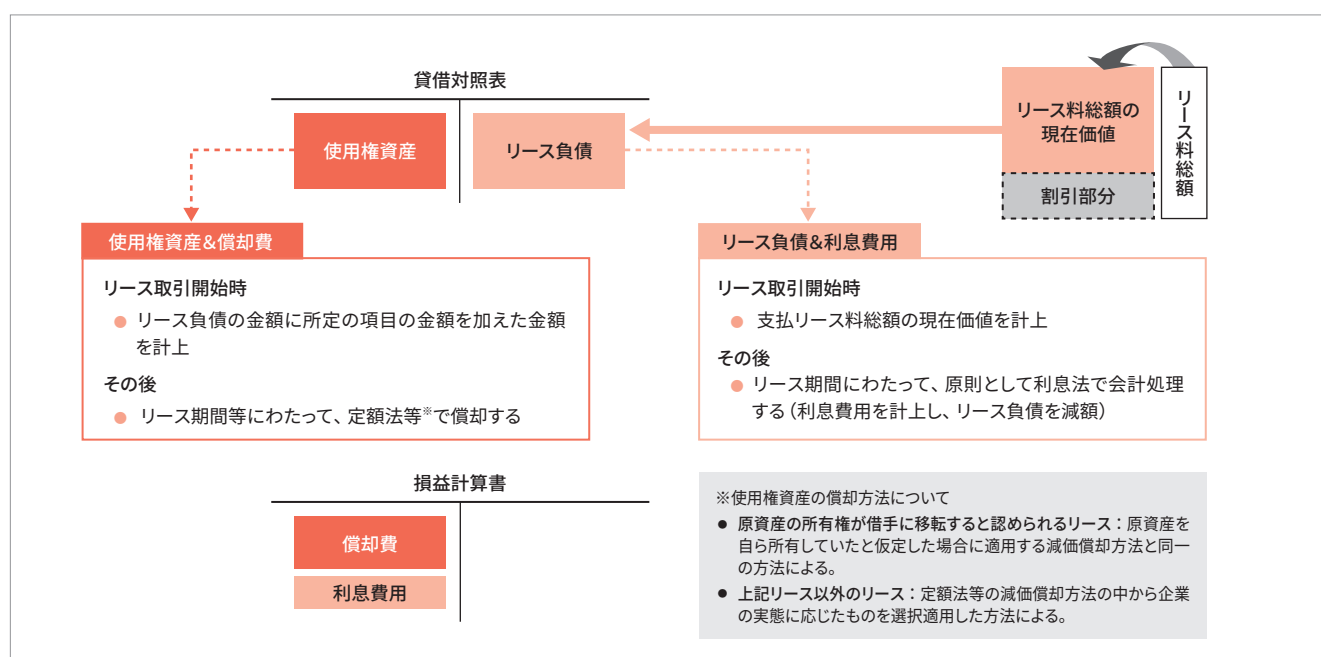 貸借対照表
使用権資産
リース負債
リース料総額の
現在価値
割引部分
リース料総額
使用権資産&償却費
リース取引開始時
● リース負債の金額に所定の項目の金額を加えた金額
を計上
その後
● リース期間等にわたって、定額法等※で償却する
リース負債&利息費用
リース取引開始時
● 支払リース料総額の現在価値を計上
その後
● リース期間にわたって、原則として利息法で会計処理
する（利息費用を計上し、リース負債を減額）
損益計算書
償却費
利息費用
※使用権資産の償却方法について
● 原資産の所有権が借手に移転すると認められるリース：原資産を
自ら所有していたと仮定した場合に適用する減価償却方法と同一
の方法による。
● 上記リース以外のリース：定額法等の減価償却方法の中から企業
の実態に応じたものを選択適用した方法による。